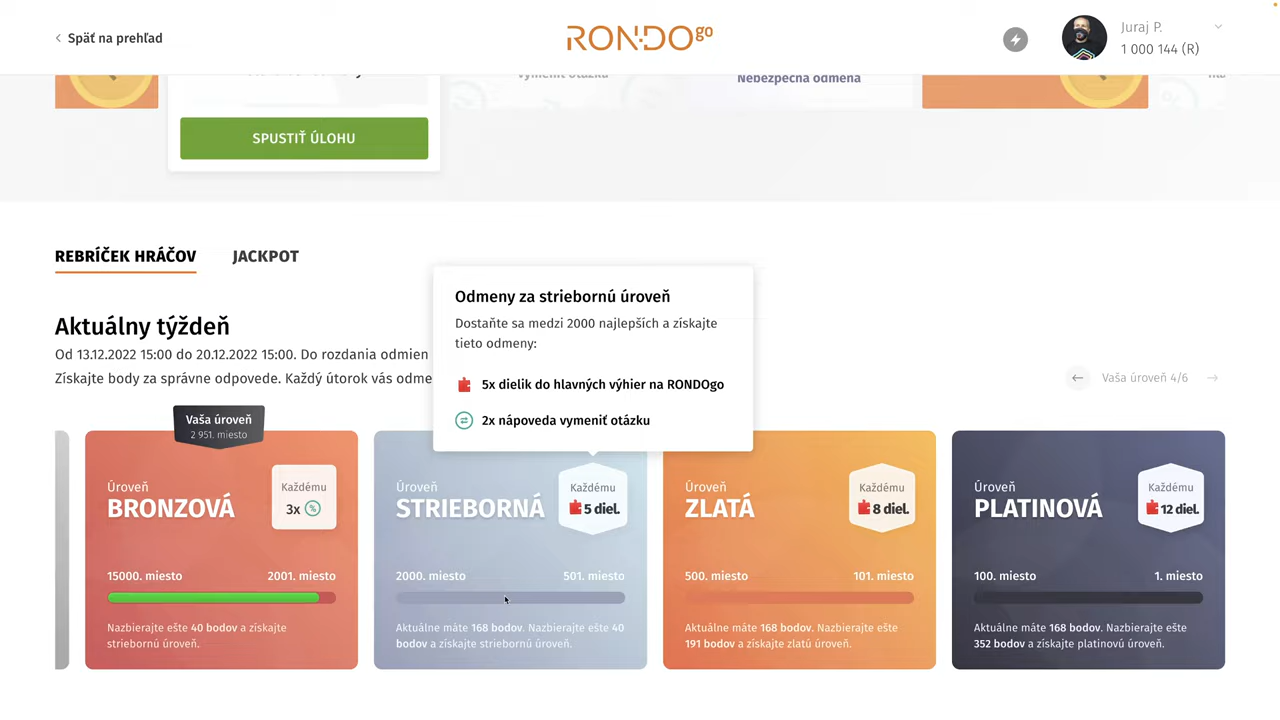 Späť na prehľad
RONDOgo
Juraj P.
1 000 144 (R)
Vymeniť otázku
Nebezpečná odmena
SPUSTIŤ ÚLOHU
REBRÍČEK HRÁČOV
JACKPOT
Odmeny za striebornú úroveň
Dostaňte sa medzi 2000 najlepších a získajte
tieto odmeny:
5x dielik do hlavných výhier na RONDOgo
2x nápoveda vymeniť otázku
Aktuálny týždeň
Od 13.12.2022 15:00 do 20.12.2022 15:00. Do rozdania odmien
Získajte body za správne odpovede. Každý útorok vás odme
Vaša úroveň 4/6
Vaša úroveň
2 951. miesto
Úroveň
BRONZOVÁ
Každému
3x
15000. miesto
2001. miesto
Nazbierajte ešte 40 bodov a získajte
striebornú úroveň.
Úroveň
STRIEBORNÁ
Každému
5 diel.
2000. miesto
501. miesto
Aktuálne máte 168 bodov. Nazbierajte ešte 40
bodov a získajte striebornú úroveň.
Úroveň
ZLATÁ
Každému
8 diel.
500. miesto
101. miesto
Aktuálne máte 168 bodov. Nazbierajte ešte
191 bodov a získajte zlatú úroveň.
Úroveň
PLATINOVÁ
Každému
12 diel.
100. miesto
1. miesto
Aktuálne máte 168 bodov. Nazbierajte ešte
352 bodov a získajte platinovú úroveň.